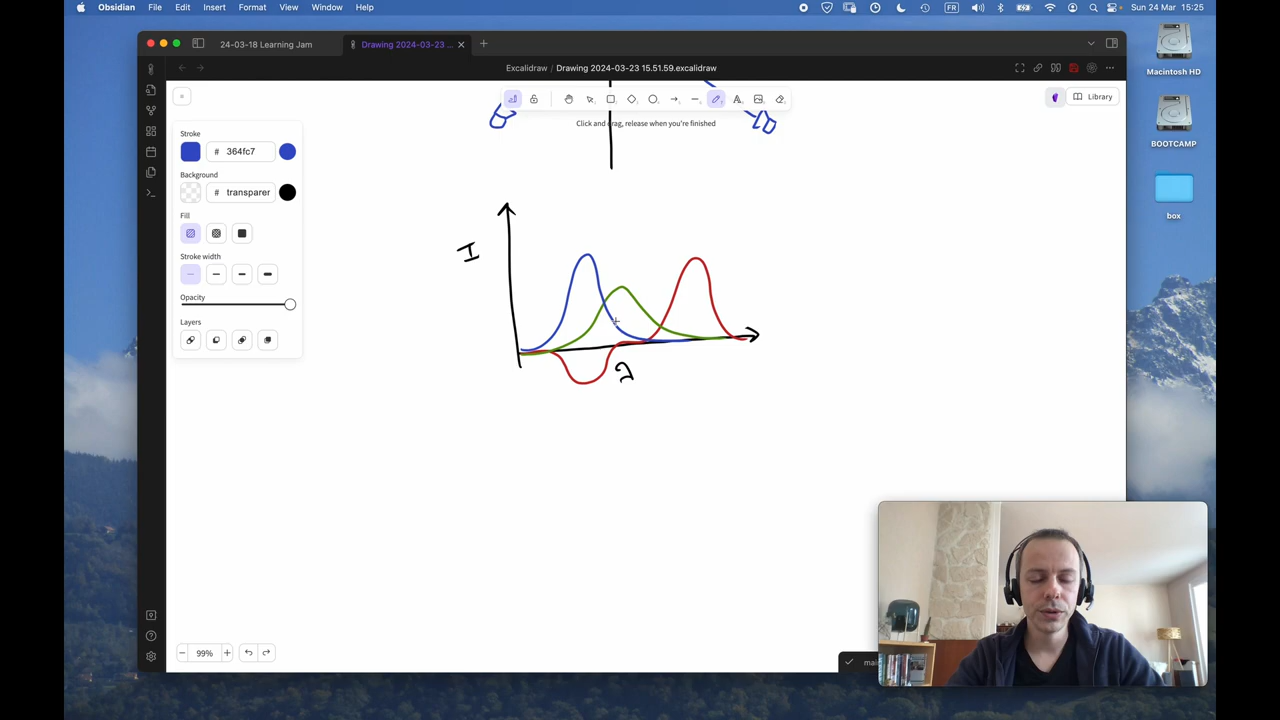 Obsidian File Edit Insert Format View Window Help FR Sun 24 Mar 15:25
24-03-18 Learning Jam Drawing 2024-03-23 ...
Excalidraw / Drawing 2024-03-23 15.51.59.excalidraw
Library
Click and drag, release when you're finished
Stroke
# 364fc7
Background
# transparer
Fill
Stroke width
Opacity
Layers
I
λ
99%
Macintosh HD
BOOTCAMP
box